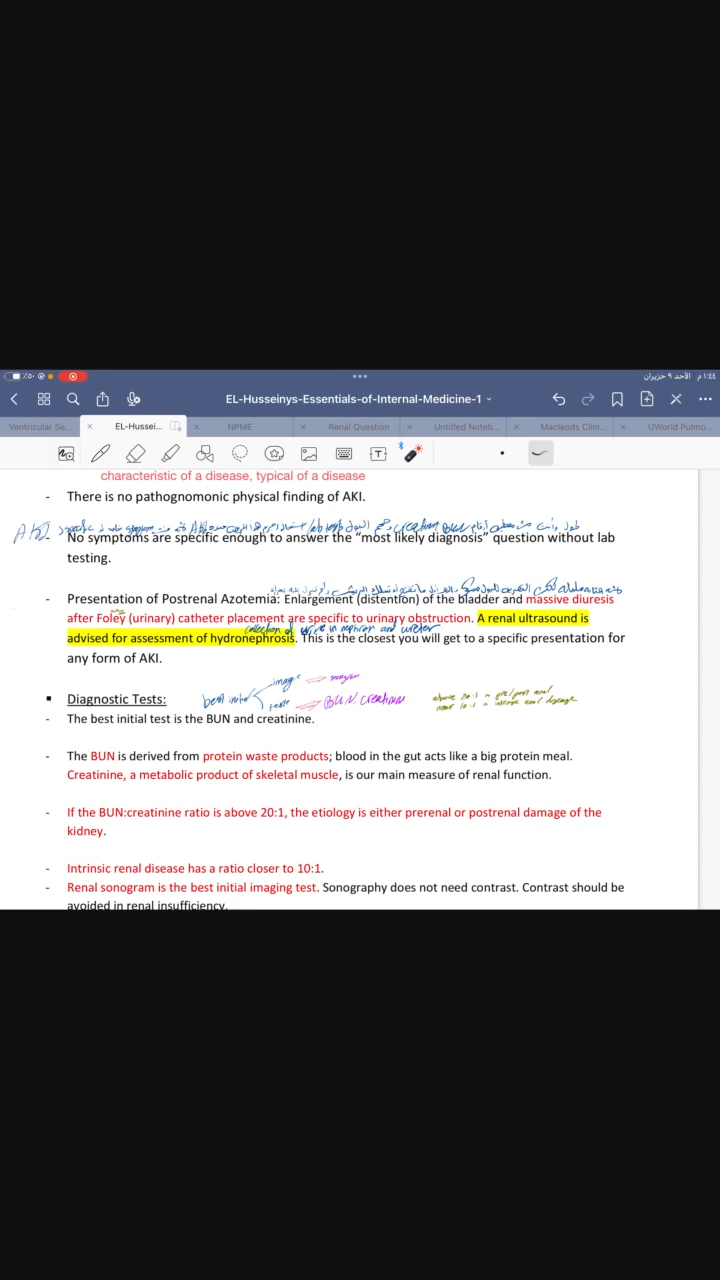 ١:٤٤ م الأحد ٩ حزيران
٪٥٠
EL-Husseinys-Essentials-of-Internal-Medicine-1
Ventricular Se...
EL-Hussei...
NPME
Renal Question
Untitled Noteb...
Macleods Clini...
UWorld Pulmo...
characteristic of a disease, typical of a disease
- There is no pathognomonic physical finding of AKI.
AKI
- No symptoms are specific enough to answer the “most likely diagnosis” question without lab
testing.
- Presentation of Postrenal Azotemia: Enlargement (distention) of the bladder and massive diuresis
after Foley (urinary) catheter placement are specific to urinary obstruction. A renal ultrasound is
collection of urine in nephron and ureter
advised for assessment of hydronephrosis. This is the closest you will get to a specific presentation for
any form of AKI.
▪ Diagnostic Tests:
best initial
image
tests
BUN. Creatinine
above 20:1
near 10:1
- The best initial test is the BUN and creatinine.
- The BUN is derived from protein waste products; blood in the gut acts like a big protein meal.
Creatinine, a metabolic product of skeletal muscle, is our main measure of renal function.
- If the BUN:creatinine ratio is above 20:1, the etiology is either prerenal or postrenal damage of the
kidney.
- Intrinsic renal disease has a ratio closer to 10:1.
- Renal sonogram is the best initial imaging test. Sonography does not need contrast. Contrast should be
avoided in renal insufficiency.